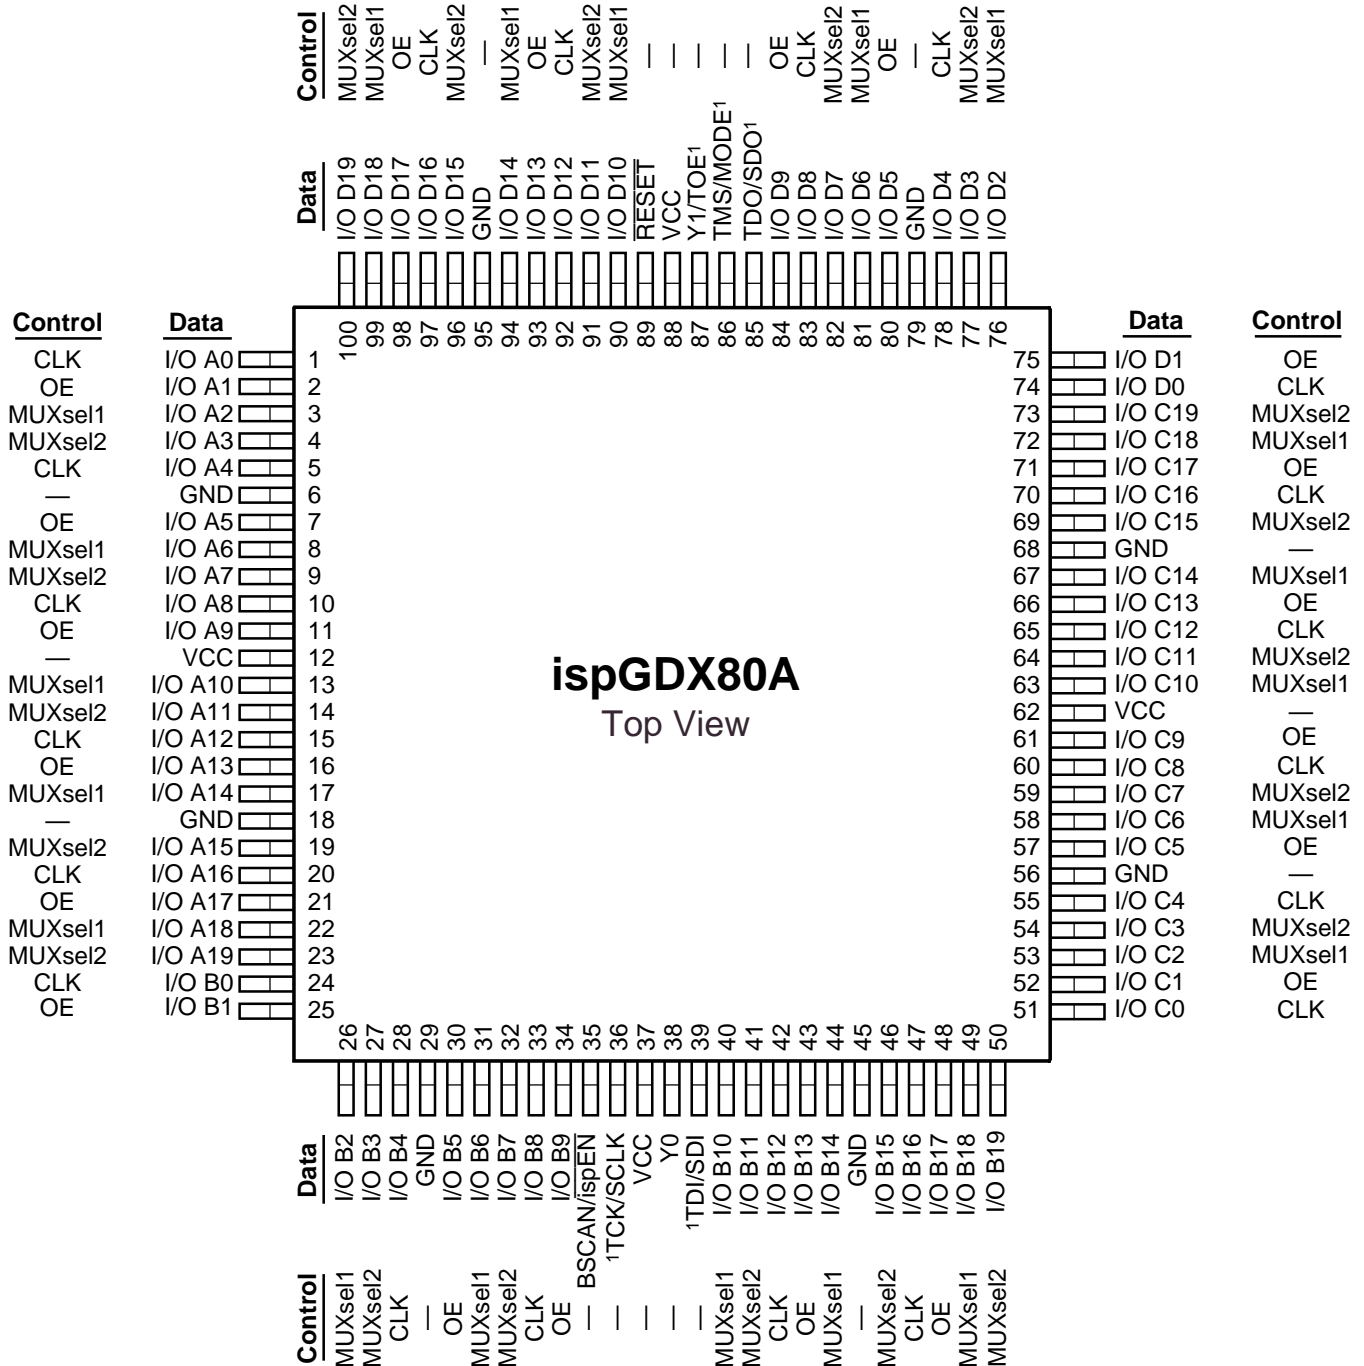 Control MUXsel2 MUXsel1 OE CLK MUXsel2 — MUXsel1 OE CLK MUXsel2 MUXsel1 — — — — — OE CLK MUXsel2 MUXsel1 OE — CLK MUXsel2 MUXsel1
Data I/O D19 I/O D18 I/O D17 I/O D16 I/O D15 GND I/O D14 I/O D13 I/O D12 I/O D11 I/O D10 RESET VCC Y1/TOE¹ TMS/MODE¹ TDO/SDO¹ I/O D9 I/O D8 I/O D7 I/O D6 I/O D5 GND I/O D4 I/O D3 I/O D2
100 99 98 97 96 95 94 93 92 91 90 89 88 87 86 85 84 83 82 81 80 79 78 77 76
Control Data
CLK I/O A0 1
OE I/O A1 2
MUXsel1 I/O A2 3
MUXsel2 I/O A3 4
CLK I/O A4 5
— GND 6
OE I/O A5 7
MUXsel1 I/O A6 8
MUXsel2 I/O A7 9
CLK I/O A8 10
OE I/O A9 11
— VCC 12
MUXsel1 I/O A10 13
MUXsel2 I/O A11 14
CLK I/O A12 15
OE I/O A13 16
MUXsel1 I/O A14 17
— GND 18
MUXsel2 I/O A15 19
CLK I/O A16 20
OE I/O A17 21
MUXsel1 I/O A18 22
MUXsel2 I/O A19 23
CLK I/O B0 24
OE I/O B1 25
ispGDX80A
Top View
Data Control
75 I/O D1 OE
74 I/O D0 CLK
73 I/O C19 MUXsel2
72 I/O C18 MUXsel1
71 I/O C17 OE
70 I/O C16 CLK
69 I/O C15 MUXsel2
68 GND —
67 I/O C14 MUXsel1
66 I/O C13 OE
65 I/O C12 CLK
64 I/O C11 MUXsel2
63 I/O C10 MUXsel1
62 VCC —
61 I/O C9 OE
60 I/O C8 CLK
59 I/O C7 MUXsel2
58 I/O C6 MUXsel1
57 I/O C5 OE
56 GND —
55 I/O C4 CLK
54 I/O C3 MUXsel2
53 I/O C2 MUXsel1
52 I/O C1 OE
51 I/O C0 CLK
26 27 28 29 30 31 32 33 34 35 36 37 38 39 40 41 42 43 44 45 46 47 48 49 50
Data I/O B2 I/O B3 I/O B4 GND I/O B5 I/O B6 I/O B7 I/O B8 I/O B9 BSCAN/ispEN ¹TCK/SCLK VCC Y0 ¹TDI/SDI I/O B10 I/O B11 I/O B12 I/O B13 I/O B14 GND I/O B15 I/O B16 I/O B17 I/O B18 I/O B19
Control MUXsel1 MUXsel2 CLK — OE MUXsel1 MUXsel2 CLK OE — — — — — MUXsel1 MUXsel2 CLK OE MUXsel1 — MUXsel2 CLK OE MUXsel1 MUXsel2